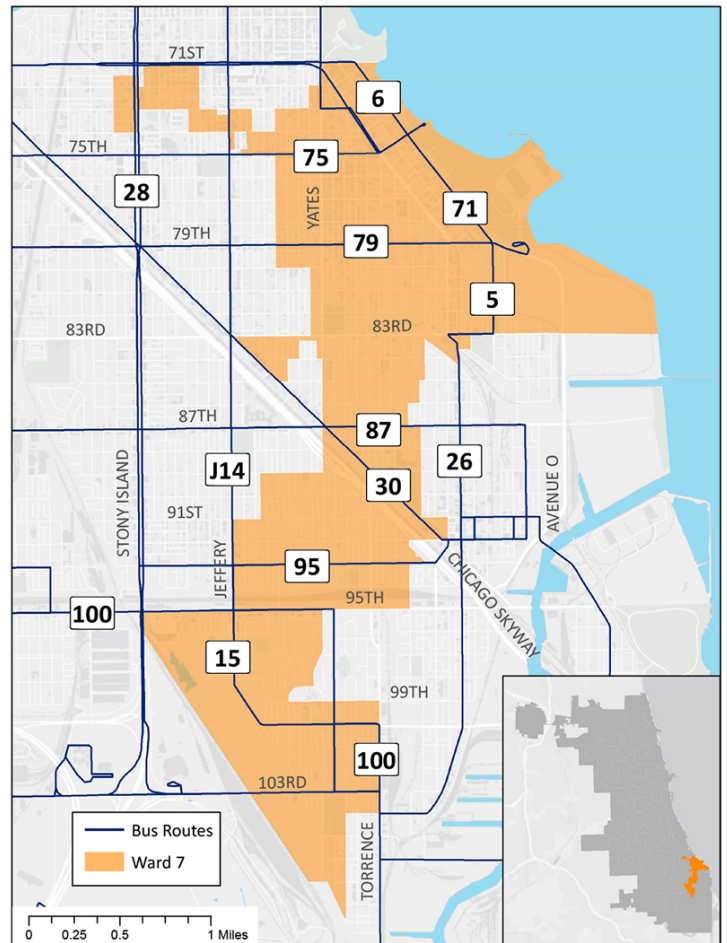 71ST
6
75TH
75
28
YATES
71
79TH
79
5
83RD
83RD
87TH
87
J14
26
30
STONY ISLAND
AVENUE O
91ST
JEFFERY
95
CHICAGO SKYWAY
95TH
100
15
99TH
100
103RD
TORRENCE
Bus Routes
Ward 7
0 0.25 0.5 1 Miles